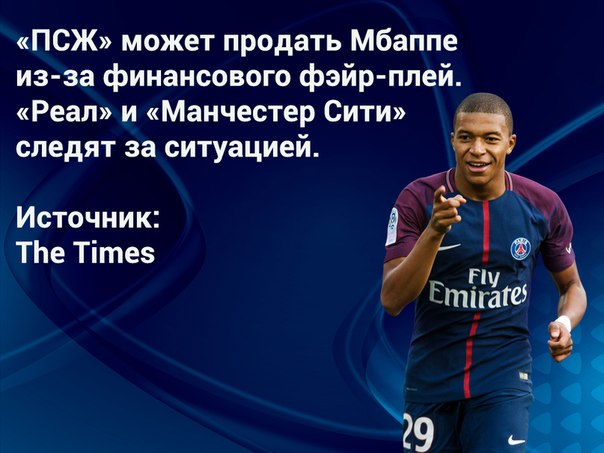 «ПСЖ» может продать Мбаппе
из-за финансового фэйр-плей.
«Реал» и «Манчестер Сити»
следят за ситуацией.
Источник:
The Times
Fly
Emirates
29